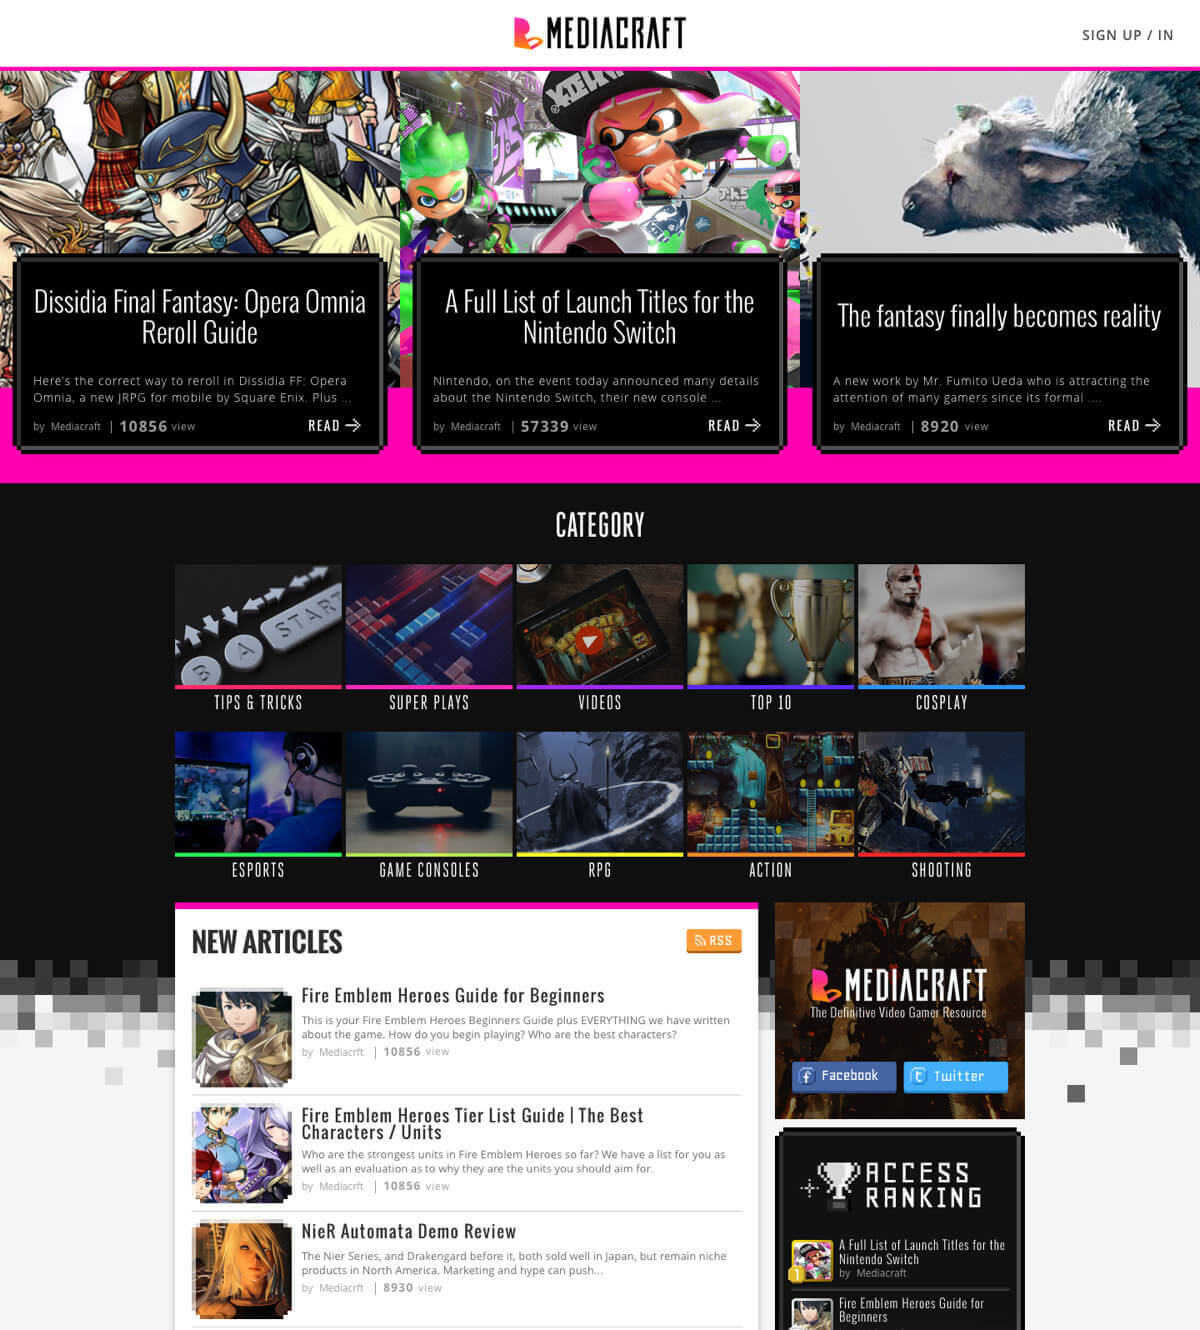 MEDIACRAFT
SIGN UP / IN
Dissidia Final Fantasy: Opera Omnia
Reroll Guide
Here's the correct way to reroll in Dissidia FF: Opera
Omnia, a new JRPG for mobile by Square Enix. Plus ...
by Mediacraft | 10856 view
READ
A Full List of Launch Titles for the
Nintendo Switch
Nintendo, on the event today announced many details
about the Nintendo Switch, their new console ...
by Mediacraft | 57339 view
READ
The fantasy finally becomes reality
A new work by Mr. Fumito Ueda who is attracting the
attention of many gamers since its formal ....
by Mediacraft | 8920 view
READ
CATEGORY
B A START
TIPS & TRICKS
SUPER PLAYS
VIDEOS
TOP 10
COSPLAY
ESPORTS
GAME CONSOLES
RPG
ACTION
SHOOTING
NEW ARTICLES
RSS
Fire Emblem Heroes Guide for Beginners
This is your Fire Emblem Heroes Beginners Guide plus EVERYTHING we have written
about the game. How do you begin playing? Who are the best characters?
by Mediacrft | 10856 view
Fire Emblem Heroes Tier List Guide | The Best
Characters / Units
Who are the strongest units in Fire Emblem Heroes so far? We have a list for you as
well as an evaluation as to why they are the units you should aim for.
by Mediacrft | 10856 view
NieR Automata Demo Review
The Nier Series, and Drakengard before it, both sold well in Japan, but remain niche
products in North America. Marketing and hype can push...
by Mediacrft | 8930 view
MEDIACRAFT
The Definitive Video Gamer Resource
Facebook
Twitter
ACCESS
RANKING
1
A Full List of Launch Titles for the
Nintendo Switch
by Mediacraft
Fire Emblem Heroes Guide for
Beginners